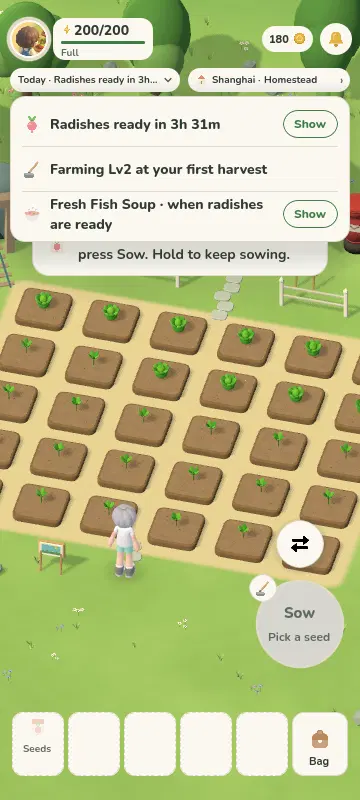 200/200
Full
180
Today · Radishes ready in 3h...
Shanghai · Homestead
Radishes ready in 3h 31m
Show
Farming Lv2 at your first harvest
Fresh Fish Soup · when radishes
are ready
Show
press Sow. Hold to keep sowing.
Sow
Pick a seed
Seeds
Bag